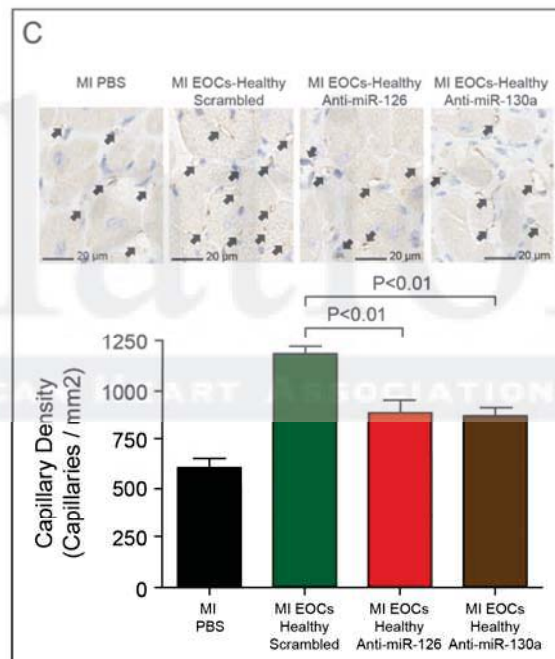 C
MI PBS
MI EOCs-Healthy
Scrambled
MI EOCs-Healthy
Anti-miR-126
MI EOCs-Healthy
Anti-miR-130a
20 µm
20 µm
20 µm
20 µm
P<0.01
P<0.01
Capillary Density
(Capillaries / mm2)
1250
1000
750
500
250
0
MI
PBS
MI EOCs
Healthy
Scrambled
MI EOCs
Healthy
Anti-miR-126
MI EOCs
Healthy
Anti-miR-130a
HEART ASSOCIATION